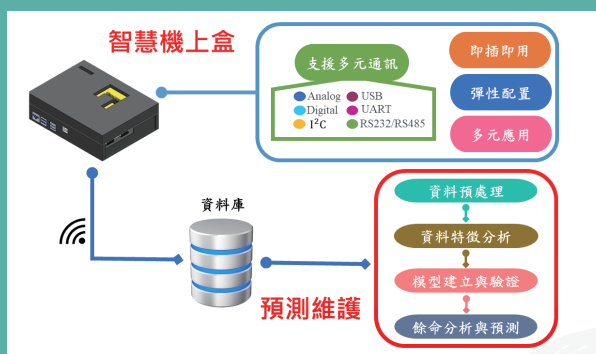 智慧機上盒
支援多元通訊
Analog USB
Digital UART
I²C RS232/RS485
即插即用
彈性配置
多元應用
資料庫
預測維護
資料預處理
資料特徵分析
模型建立與驗證
餘命分析與預測